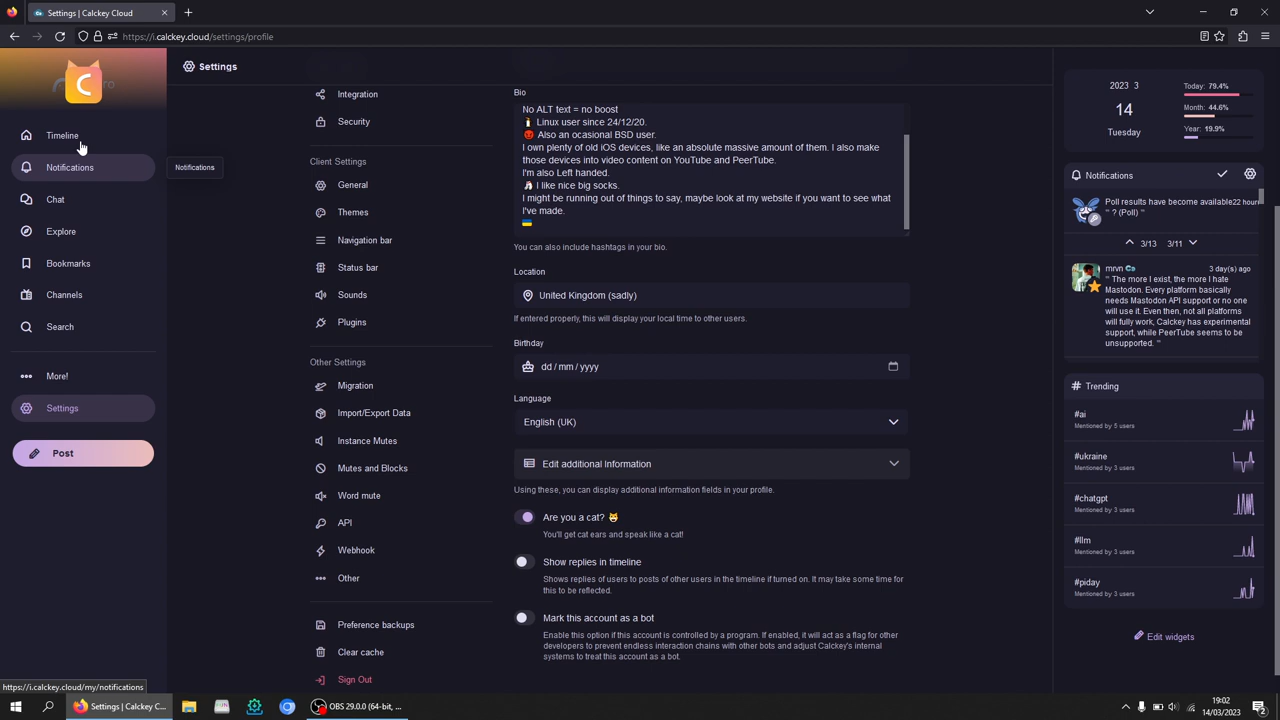 Settings | Calckey Cloud
https://i.calckey.cloud/settings/profile
Timeline
Notifications
Notifications
Chat
Explore
Bookmarks
Channels
Search
More!
Settings
Post
https://i.calckey.cloud/my/notifications
Settings
Integration
Security
Client Settings
General
Themes
Navigation bar
Status bar
Sounds
Plugins
Other Settings
Migration
Import/Export Data
Instance Mutes
Mutes and Blocks
Word mute
API
Webhook
Other
Preference backups
Clear cache
Sign Out
Bio
No ALT text = no boost
Linux user since 24/12/20.
Also an ocasional BSD user.
I own plenty of old iOS devices, like an absolute massive amount of them. I also make
those devices into video content on YouTube and PeerTube.
I'm also Left handed.
I like nice big socks.
I might be running out of things to say, maybe look at my website if you want to see what
I've made.
You can also include hashtags in your bio.
Location
United Kingdom (sadly)
If entered properly, this will display your local time to other users.
Birthday
dd / mm / yyyy
Language
English (UK)
Edit additional Information
Using these, you can display additional information fields in your profile.
Are you a cat? 😺
You'll get cat ears and speak like a cat!
Show replies in timeline
Shows replies of users to posts of other users in the timeline if turned on. It may take some time for
this to be reflected.
Mark this account as a bot
Enable this option if this account is controlled by a program. If enabled, it will act as a flag for other
developers to prevent endless interaction chains with other bots and adjust Calckey's internal
systems to treat this account as a bot.
2023 3
14
Tuesday
Today: 79.4%
Month: 44.6%
Year: 19.9%
Notifications
Poll results have become available 22 hour
" ? (Poll) "
3/13 3/11
mrvn 3 day(s) ago
" The more I exist, the more I hate
Mastodon. Every platform basically
needs Mastodon API support or no one
will use it. Even then, not all platforms
will fully work, Calckey has experimental
support, while PeerTube seems to be
unsupported. "
Trending
#ai
Mentioned by 5 users
#ukraine
Mentioned by 3 users
#chatgpt
Mentioned by 3 users
#llm
Mentioned by 3 users
#piday
Mentioned by 3 users
Edit widgets
Settings | Calckey C...
OBS 29.0.0 (64-bit, ...
19:02
14/03/2023